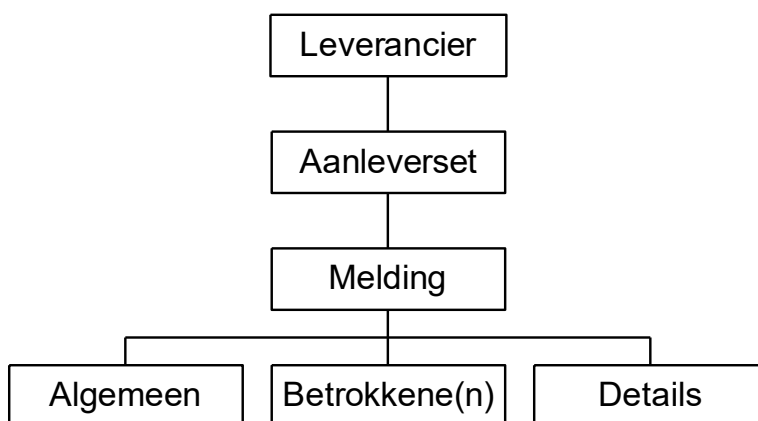 Leverancier
Aanleverset
Melding
Algemeen
Betrokkene(n)
Details